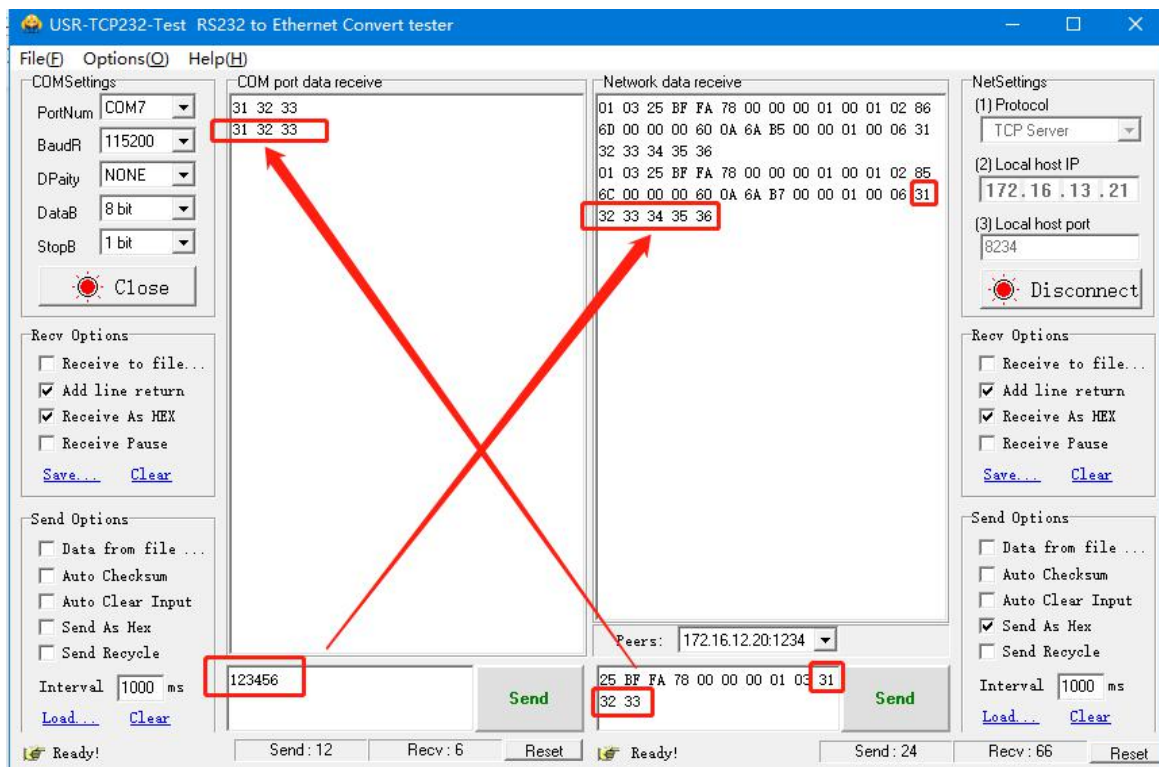 USR-TCP232-Test RS232 to Ethernet Convert tester
File(F) Options(O) Help(H)
COMSettings
PortNum COM7
BaudR 115200
DPaity NONE
DataB 8 bit
StopB 1 bit
Close
Recv Options
Receive to file...
Add line return
Receive As HEX
Receive Pause
Save... Clear
Send Options
Data from file ...
Auto Checksum
Auto Clear Input
Send As Hex
Send Recycle
Interval 1000 ms
Load... Clear
COM port data receive
31 32 33
31 32 33
123456
Send
Network data receive
01 03 25 BF FA 78 00 00 00 01 00 01 02 86
6D 00 00 00 60 0A 6A B5 00 00 01 00 06 31
32 33 34 35 36
01 03 25 BF FA 78 00 00 00 01 00 01 02 85
6C 00 00 00 60 0A 6A B7 00 00 01 00 06 31
32 33 34 35 36
Peers: 172.16.12.20:1234
25 BF FA 78 00 00 00 01 03 31
32 33
Send
NetSettings
(1) Protocol
TCP Server
(2) Local host IP
172.16.13.21
(3) Local host port
8234
Disconnect
Recv Options
Receive to file...
Add line return
Receive As HEX
Receive Pause
Save... Clear
Send Options
Data from file ...
Auto Checksum
Auto Clear Input
Send As Hex
Send Recycle
Interval 1000 ms
Load... Clear
Ready! Send : 12 Recv : 6 Reset
Ready! Send : 24 Recv : 66 Reset